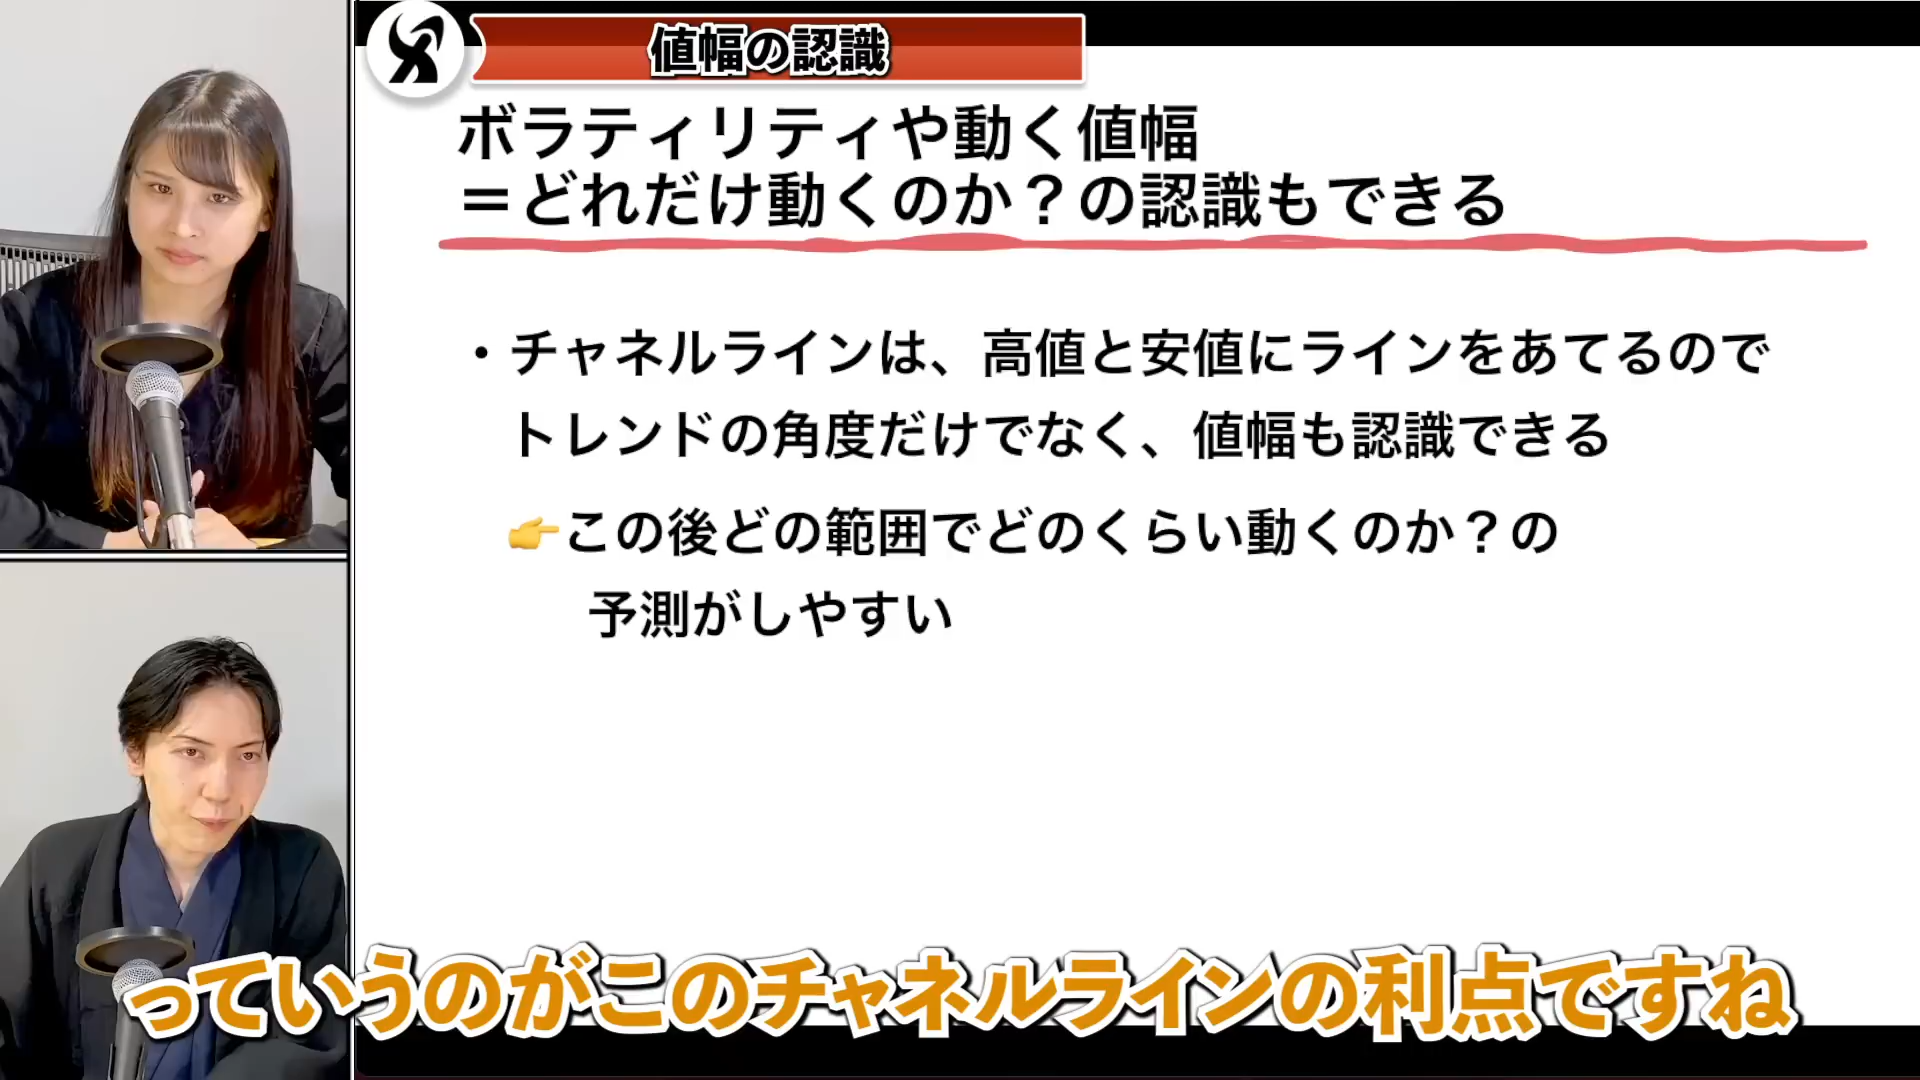 値幅の認識
ボラティリティや動く値幅
＝どれだけ動くのか？の認識もできる
・チャネルラインは、高値と安値にラインをあてるので
トレンドの角度だけでなく、値幅も認識できる
👉この後どの範囲でどのくらい動くのか？の
予測がしやすい
っていうのがこのチャネルラインの利点ですね